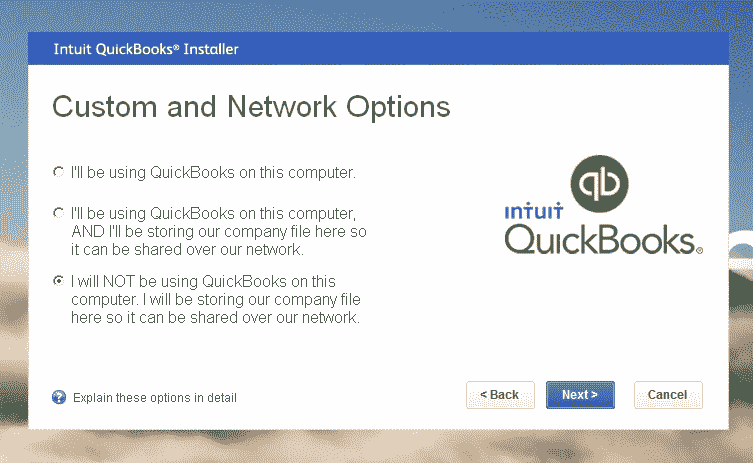 Intuit QuickBooks® Installer
Custom and Network Options
I'll be using QuickBooks on this computer.
I'll be using QuickBooks on this computer,
AND I'll be storing our company file here so
it can be shared over our network.
I will NOT be using QuickBooks on this
computer. I will be storing our company file
here so it can be shared over our network.
qb
ıntuıt
QuickBooks®
? Explain these options in detail
< Back Next > Cancel